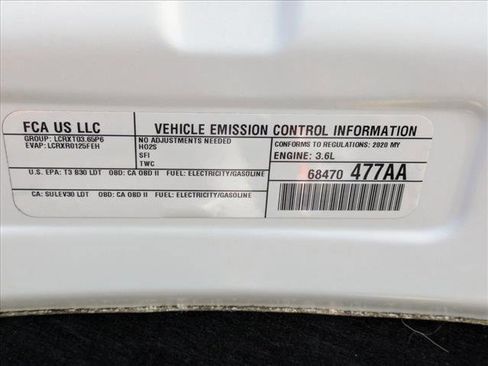 FCA US LLC
GROUP: LCRXT03.65P6
EVAP: LCRXR0125FEH
VEHICLE EMISSION CONTROL INFORMATION
NO ADJUSTMENTS NEEDED
HO2S
SFI
TWC
CONFORMS TO REGULATIONS: 2020 MY
ENGINE: 3.6L
U.S. EPA: T3 B30 LDT OBD: CA OBD II FUEL: ELECTRICITY/GASOLINE
CA: SULEV30 LDT OBD: CA OBD II FUEL: ELECTRICITY/GASOLINE
68470 477AA